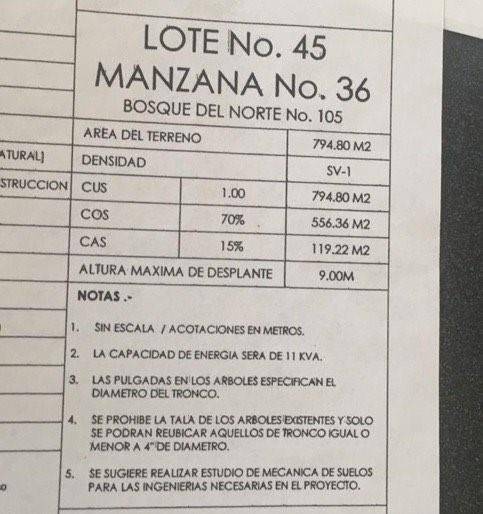 LOTE No. 45
MANZANA No. 36
BOSQUE DEL NORTE No. 105
AREA DEL TERRENO 794.80 M2
ATURAL] DENSIDAD SV-1
STRUCCION CUS 1.00 794.80 M2
COS 70% 556.36 M2
CAS 15% 119.22 M2
ALTURA MAXIMA DE DESPLANTE 9.00M
NOTAS .-
1. SIN ESCALA / ACOTACIONES EN METROS.
2. LA CAPACIDAD DE ENERGIA SERA DE 11 KVA.
3. LAS PULGADAS EN LOS ARBOLES ESPECIFICAN EL
DIAMETRO DEL TRONCO.
4. SE PROHIBE LA TALA DE LOS ARBOLES EXISTENTES Y SOLO
SE PODRAN REUBICAR AQUELLOS DE TRONCO IGUAL O
MENOR A 4" DE DIAMETRO.
5. SE SUGIERE REALIZAR ESTUDIO DE MECANICA DE SUELOS
PARA LAS INGENIERIAS NECESARIAS EN EL PROYECTO.